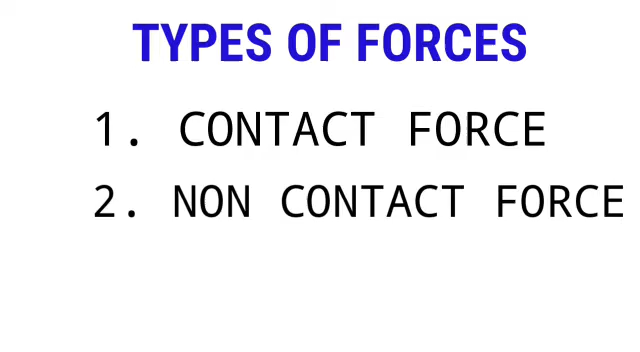 TYPES OF FORCES
1. CONTACT FORCE
2. NON CONTACT FORCE